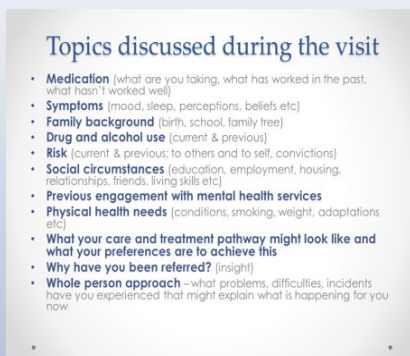 Topics discussed during the visit
• Medication (what are you taking, what has worked in the past,
what hasn't worked well)
• Symptoms (mood, sleep, perceptions, beliefs etc)
• Family background (birth, school, family tree)
• Drug and alcohol use (current & previous)
• Risk (current & previous; to others and to self, convictions)
• Social circumstances (education, employment, housing,
relationships, friends, living skills etc)
• Previous engagement with mental health services
• Physical health needs (conditions, smoking, weight, adaptations
etc)
• What your care and treatment pathway might look like and
what your preferences are to achieve this
• Why have you been referred? (insight)
• Whole person approach – what problems, difficulties, incidents
have you experienced that might explain what is happening for you
now